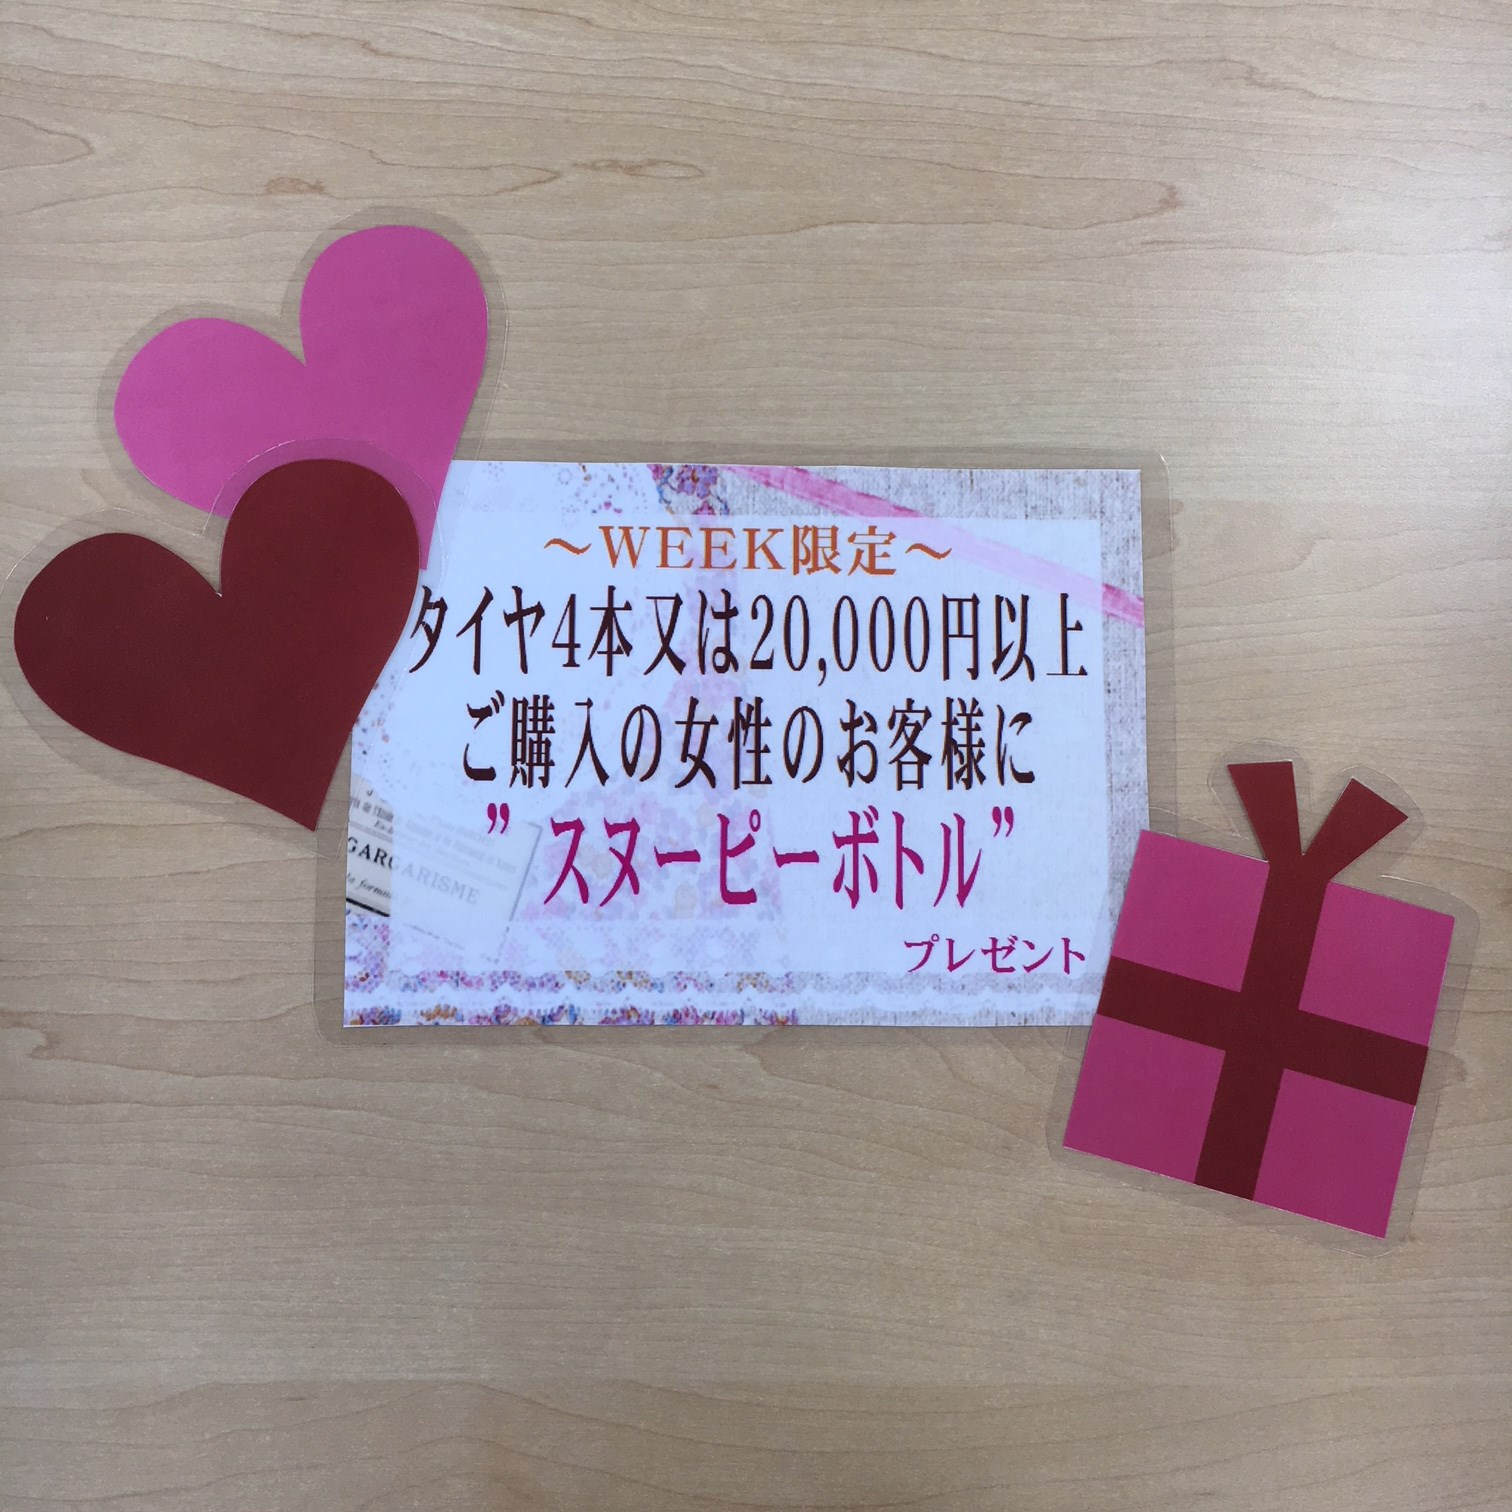 ～WEEK限定～
タイヤ4本又は20,000円以上
ご購入の女性のお客様に
”スヌーピーボトル”
プレゼント
GARGARISME